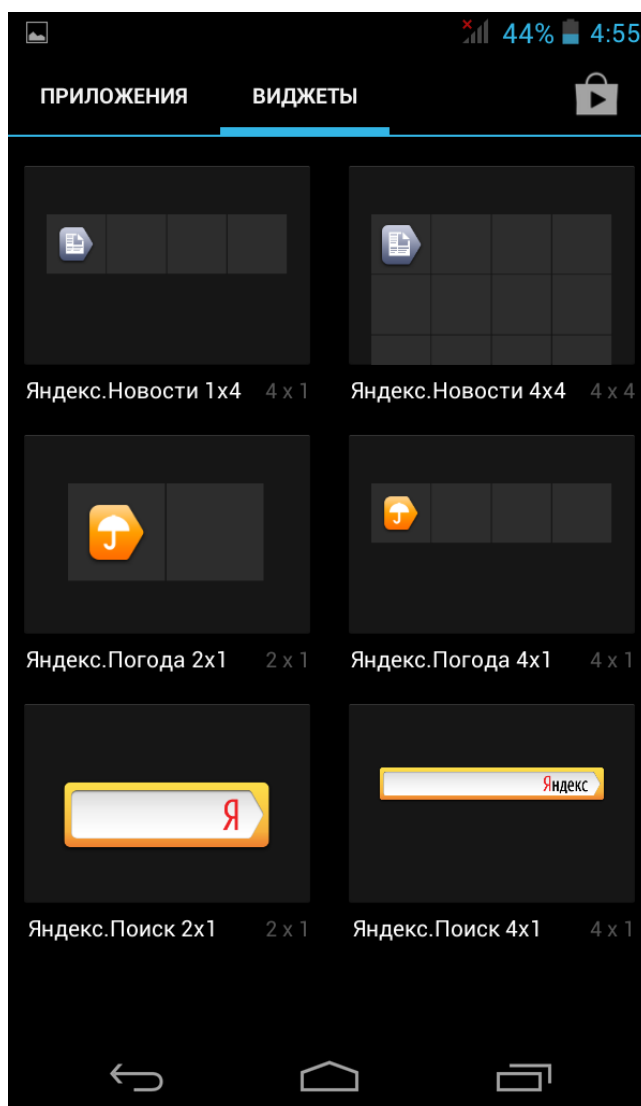 44% 4:55
ПРИЛОЖЕНИЯ ВИДЖЕТЫ
Яндекс.Новости 1x4 4 x 1 Яндекс.Новости 4x4 4 x 4
Яндекс.Погода 2x1 2 x 1 Яндекс.Погода 4x1 4 x 1
Я Яндекс
Яндекс.Поиск 2x1 2 x 1 Яндекс.Поиск 4x1 4 x 1